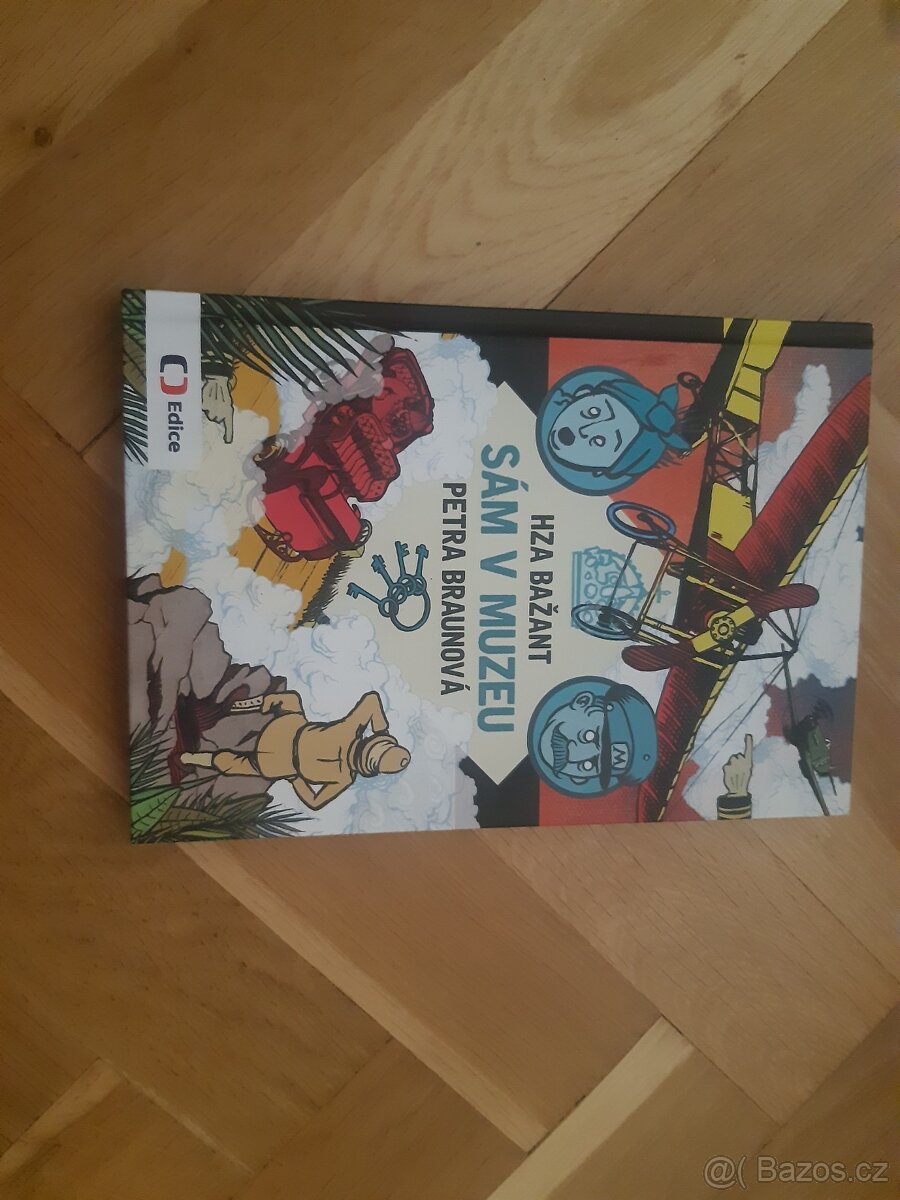 HZA BAŽANT
SÁM V MUZEU
PETRA BRAUNOVÁ
Edice
@( Bazos.cz